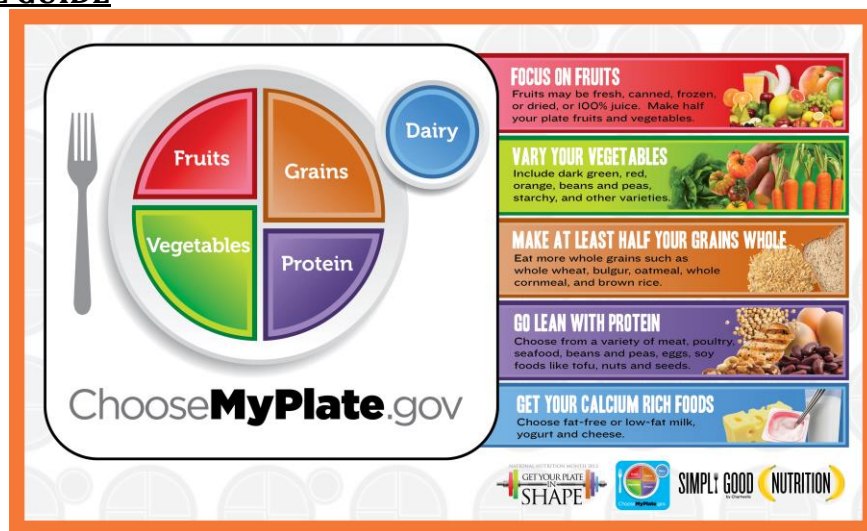 E GUIDE
Fruits
Grains
Dairy
Vegetables
Protein
ChooseMyPlate.gov
FOCUS ON FRUITS
Fruits may be fresh, canned, frozen,
or dried, or 100% juice. Make half
your plate fruits and vegetables.
VARY YOUR VEGETABLES
Include dark green, red,
orange, beans and peas,
starchy, and other varieties.
MAKE AT LEAST HALF YOUR GRAINS WHOLE
Eat more whole grains such as
whole wheat, bulgur, oatmeal, whole
cornmeal, and brown rice.
GO LEAN WITH PROTEIN
Choose from a variety of meat, poultry,
seafood, beans and peas, eggs, soy
foods like tofu, nuts and seeds.
GET YOUR CALCIUM RICH FOODS
Choose fat-free or low-fat milk,
yogurt and cheese.
GET YOUR PLATE
IN
SHAPE
ChooseMyPlate.gov
SIMPLY GOOD NUTRITION
by Chartwells